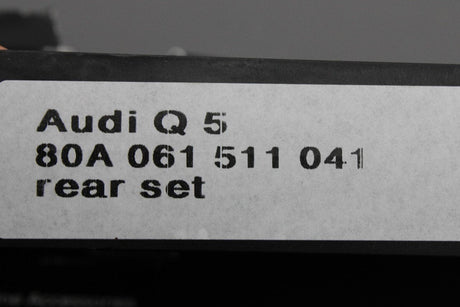 Audi Q 5
80A 061 511 041
rear set